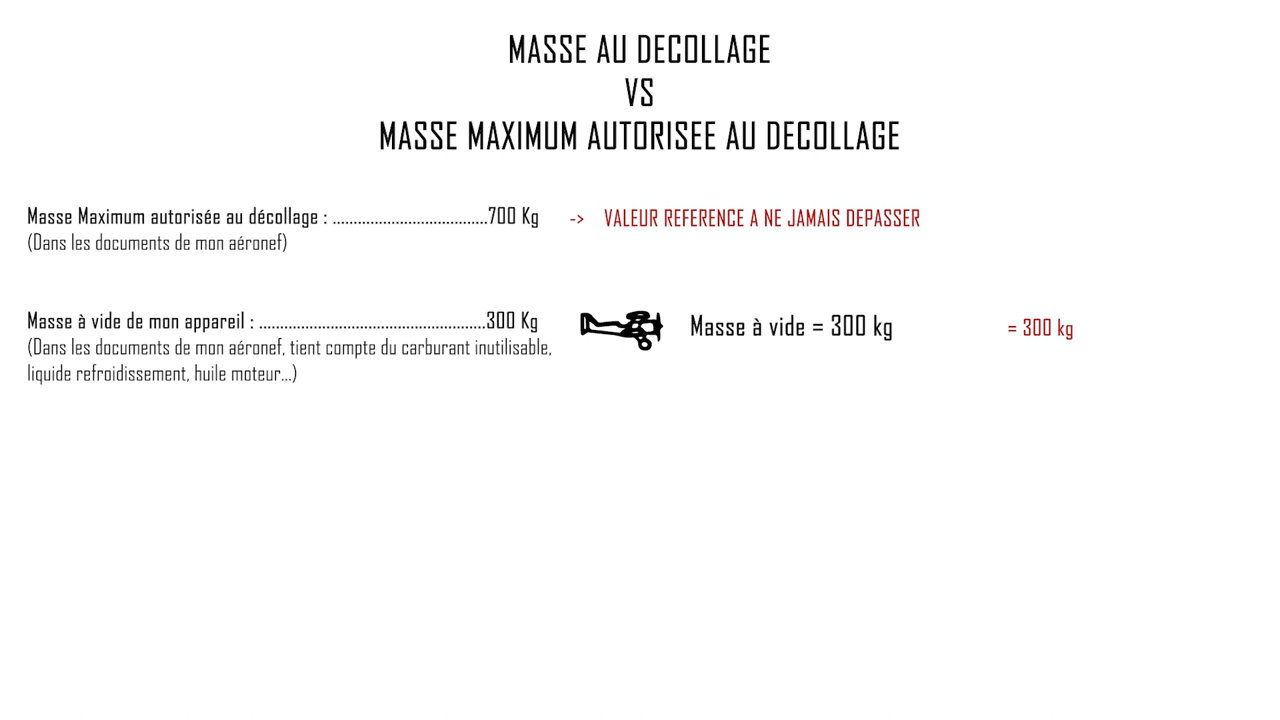 MASSE AU DECOLLAGE
VS
MASSE MAXIMUM AUTORISEE AU DECOLLAGE
Masse Maximum autorisée au décollage : .....................................700 Kg -> VALEUR REFERENCE A NE JAMAIS DEPASSER
(Dans les documents de mon aéronef)
Masse à vide de mon appareil : ......................................................300 Kg Masse à vide = 300 kg = 300 kg
(Dans les documents de mon aéronef, tient compte du carburant inutilisable,
liquide refroidissement, huile moteur...)